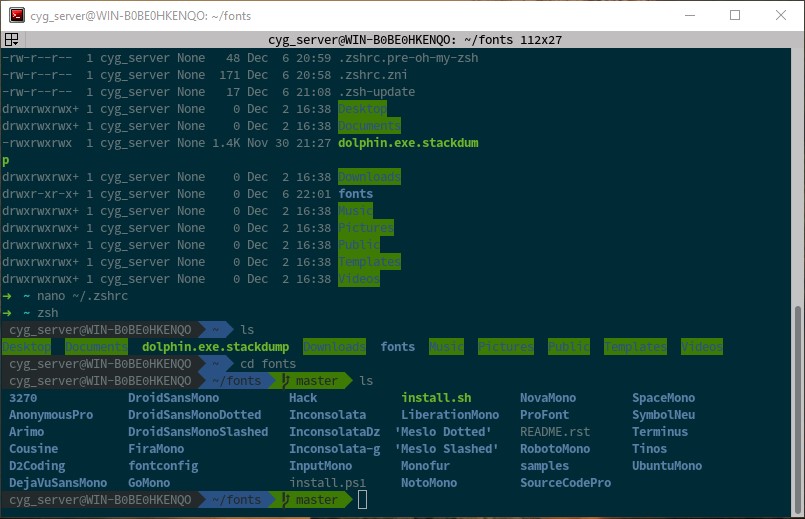 cyg_server@WIN-B0BE0HKENQO: ~/fonts
cyg_server@WIN-B0BE0HKENQO: ~/fonts 112x27
-rw-r--r--  1 cyg_server None   48 Dec  6 20:59 .zshrc.pre-oh-my-zsh
-rw-r--r--  1 cyg_server None  171 Dec  6 20:58 .zshrc.zni
-rw-r--r--  1 cyg_server None   17 Dec  6 21:08 .zsh-update
drwxrwxrwx+ 1 cyg_server None    0 Dec  2 16:38 Desktop
drwxrwxrwx+ 1 cyg_server None    0 Dec  2 16:38 Documents
-rwxrwxrwx  1 cyg_server None 1.4K Nov 30 21:27 dolphin.exe.stackdum
p
drwxrwxrwx+ 1 cyg_server None    0 Dec  2 16:38 Downloads
drwxr-xr-x+ 1 cyg_server None    0 Dec  6 22:01 fonts
drwxrwxrwx+ 1 cyg_server None    0 Dec  2 16:38 Music
drwxrwxrwx+ 1 cyg_server None    0 Dec  2 16:38 Pictures
drwxrwxrwx+ 1 cyg_server None    0 Dec  2 16:38 Public
drwxrwxrwx+ 1 cyg_server None    0 Dec  2 16:38 Templates
drwxrwxrwx+ 1 cyg_server None    0 Dec  2 16:38 Videos
➜  ~ nano ~/.zshrc
➜  ~ zsh
cyg_server@WIN-B0BE0HKENQO  ~  ls
Desktop  Documents  dolphin.exe.stackdump  Downloads  fonts  Music  Pictures  Public  Templates  Videos
cyg_server@WIN-B0BE0HKENQO  ~  cd fonts
cyg_server@WIN-B0BE0HKENQO  ~/fonts  master  ls
3270  DroidSansMono  Hack  install.sh  NovaMono  SpaceMono
AnonymousPro  DroidSansMonoDotted  Inconsolata  LiberationMono  ProFont  SymbolNeu
Arimo  DroidSansMonoSlashed  InconsolataDz  'Meslo Dotted'  README.rst  Terminus
Cousine  FiraMono  Inconsolata-g  'Meslo Slashed'  RobotoMono  Tinos
D2Coding  fontconfig  InputMono  Monofur  samples  UbuntuMono
DejaVuSansMono  GoMono  install.ps1  NotoMono  SourceCodePro
cyg_server@WIN-B0BE0HKENQO  ~/fonts  master